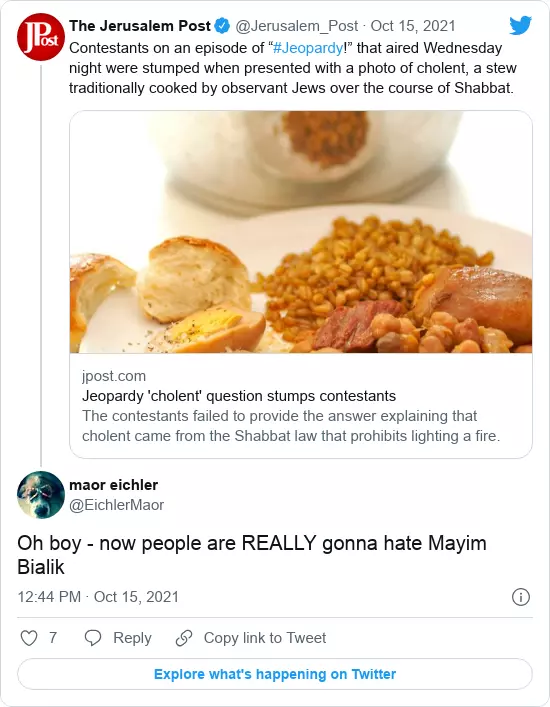 JPost
The Jerusalem Post @Jerusalem_Post · Oct 15, 2021
Contestants on an episode of “#Jeopardy!” that aired Wednesday
night were stumped when presented with a photo of cholent, a stew
traditionally cooked by observant Jews over the course of Shabbat.
jpost.com
Jeopardy 'cholent' question stumps contestants
The contestants failed to provide the answer explaining that
cholent came from the Shabbat law that prohibits lighting a fire.
maor eichler
@EichlerMaor
Oh boy - now people are REALLY gonna hate Mayim
Bialik
12:44 PM · Oct 15, 2021
7 Reply Copy link to Tweet
Explore what's happening on Twitter